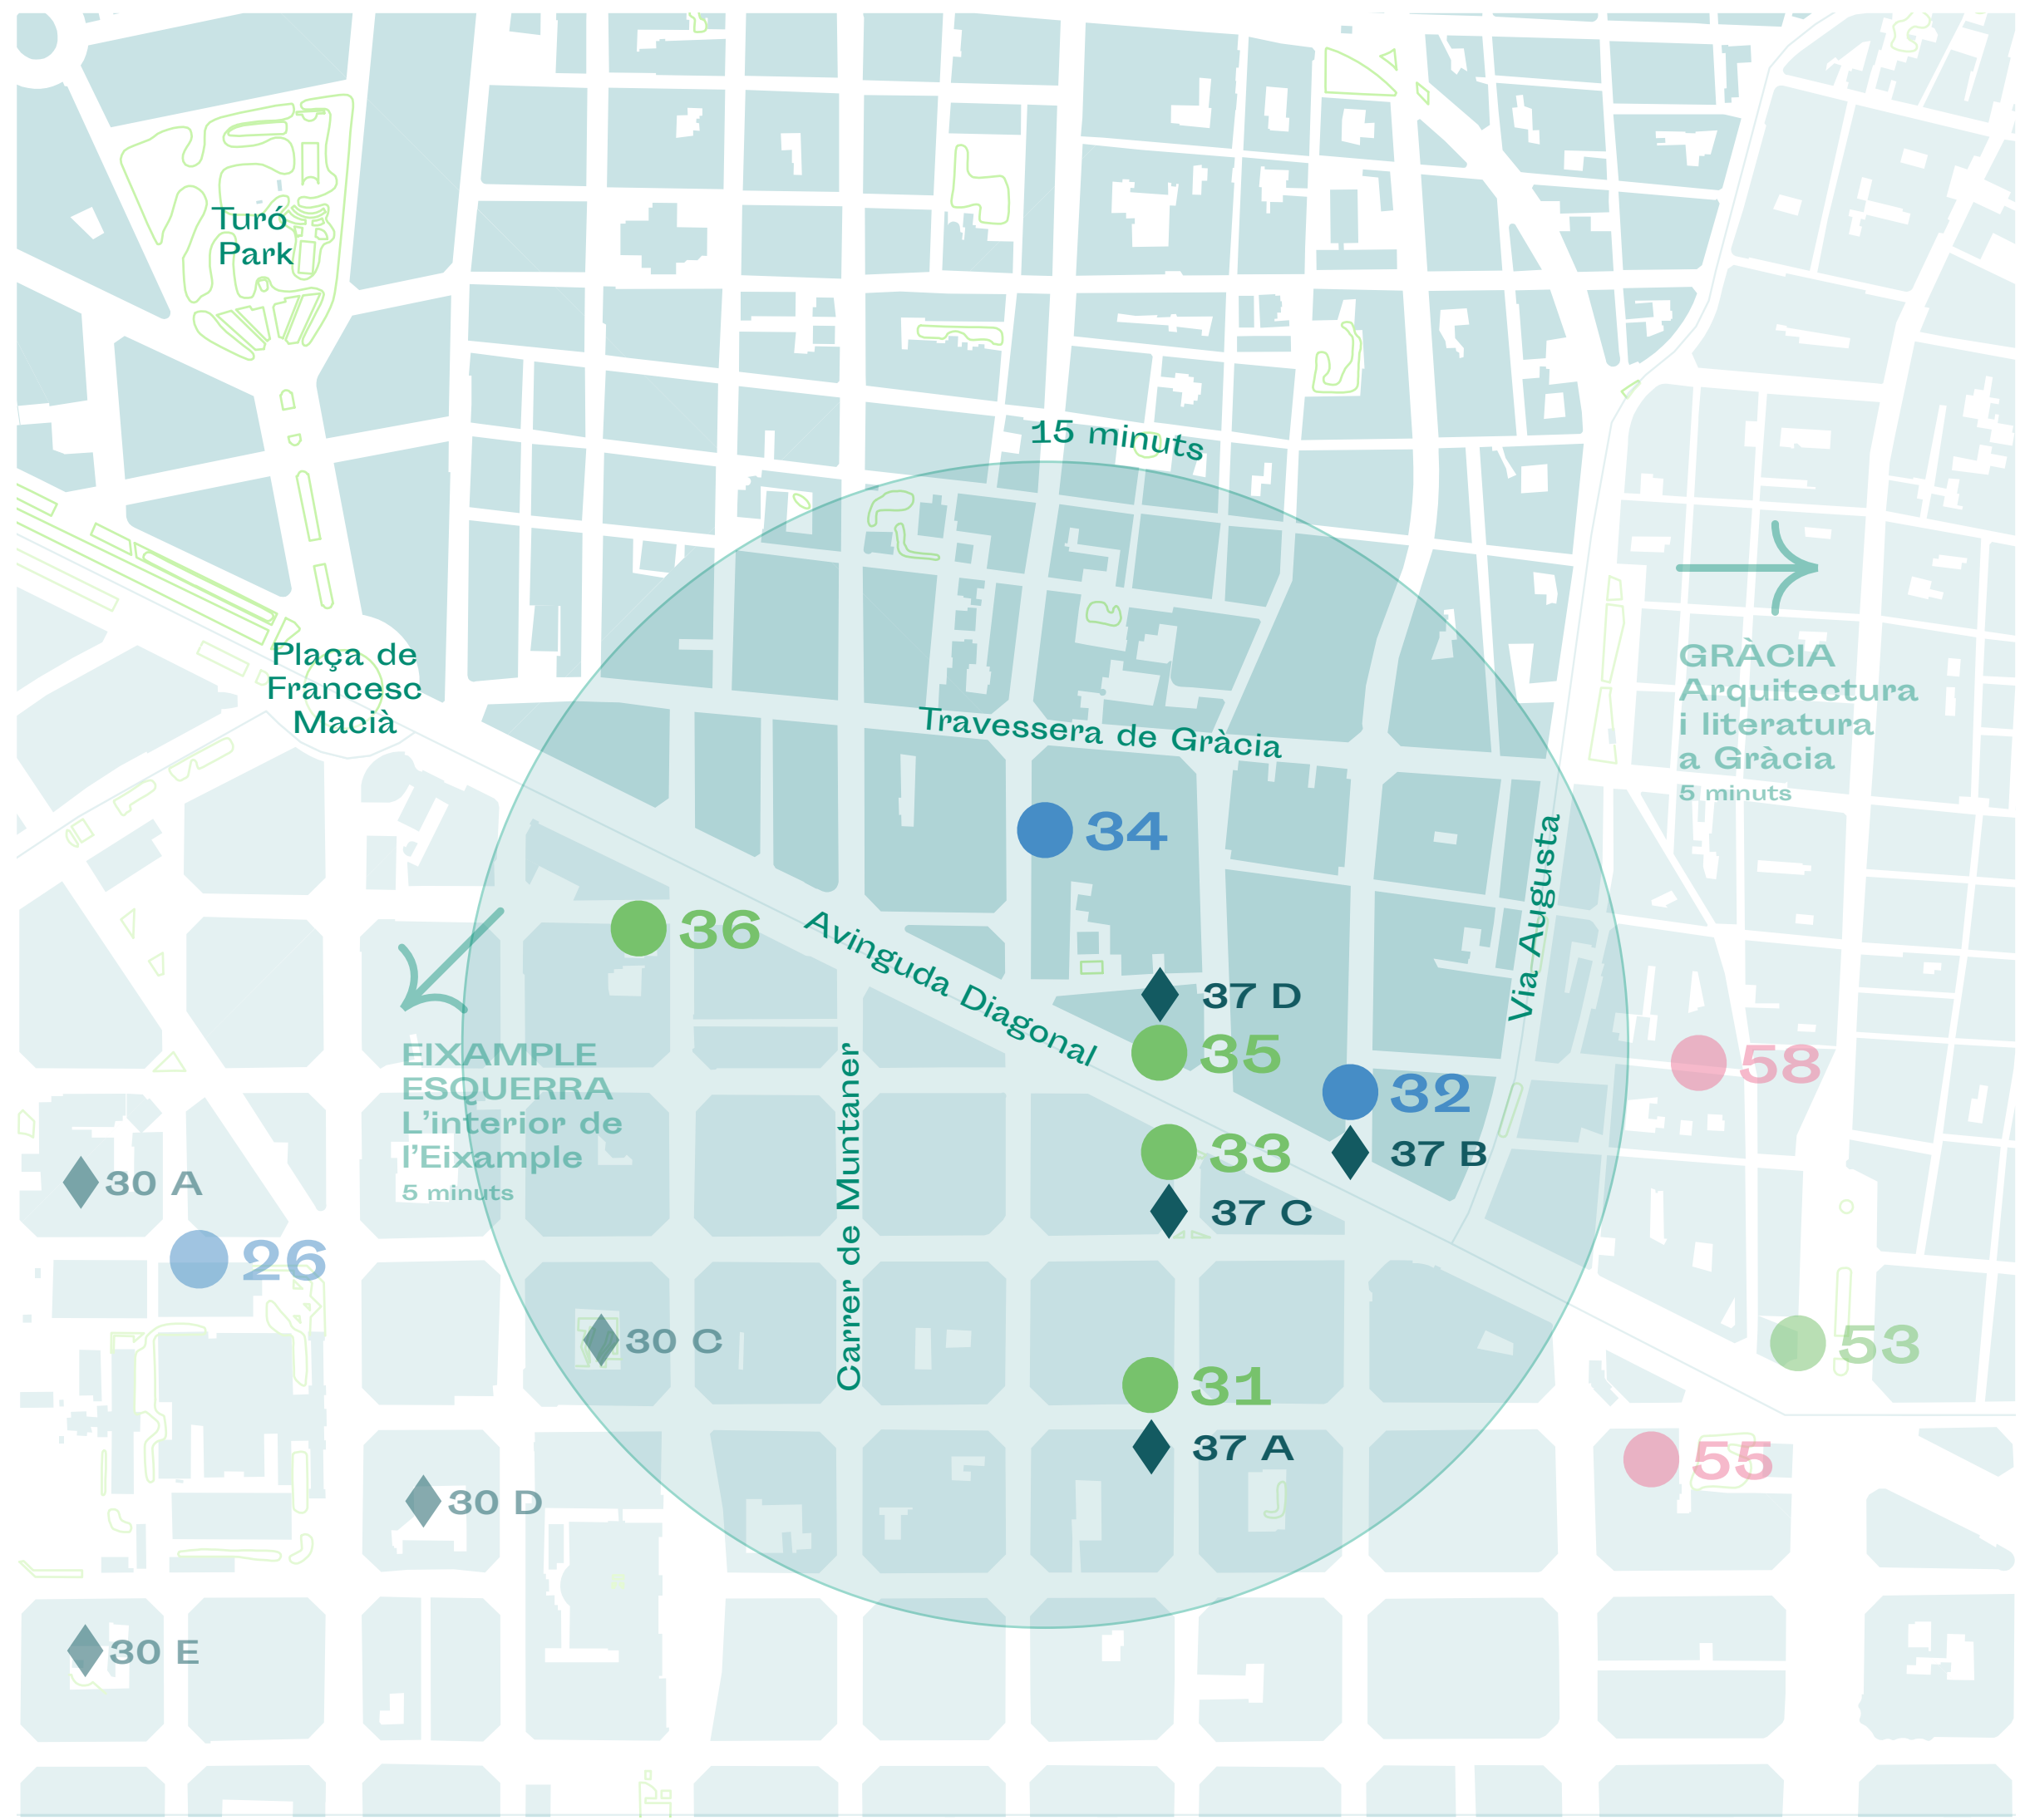 Turó
Park
15 minuts
Plaça de
Francesc
Macià
GRÀCIA
Arquitectura
i literatura
a Gràcia
5 minuts
Travessera de Gràcia
34
Via Augusta
36
Avinguda Diagonal
37 D
35
58
EIXAMPLE
ESQUERRA
L’interior de
l’Eixample
5 minuts
32
33
37 B
30 A
37 C
Carrer de Muntaner
26
30 C
53
31
37 A
55
30 D
30 E